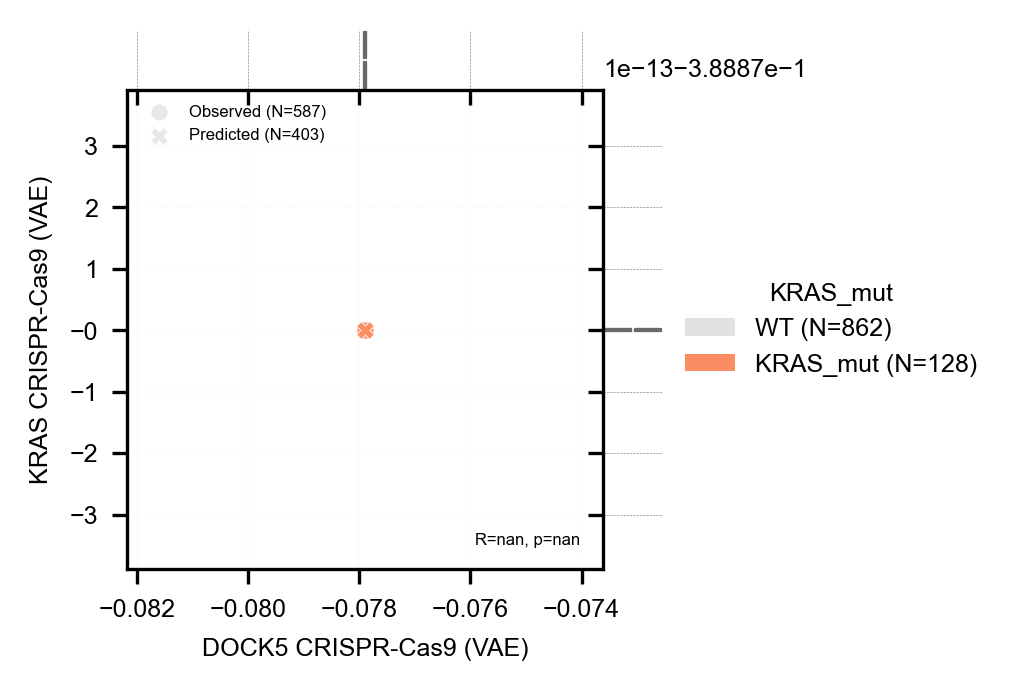 1e−13−3.8887e−1
Observed (N=587)
Predicted (N=403)
3
2
1
−0
−1
−2
−3
KRAS CRISPR-Cas9 (VAE)
R=nan, p=nan
−0.082 −0.080 −0.078 −0.076 −0.074
DOCK5 CRISPR-Cas9 (VAE)
KRAS_mut
WT (N=862)
KRAS_mut (N=128)